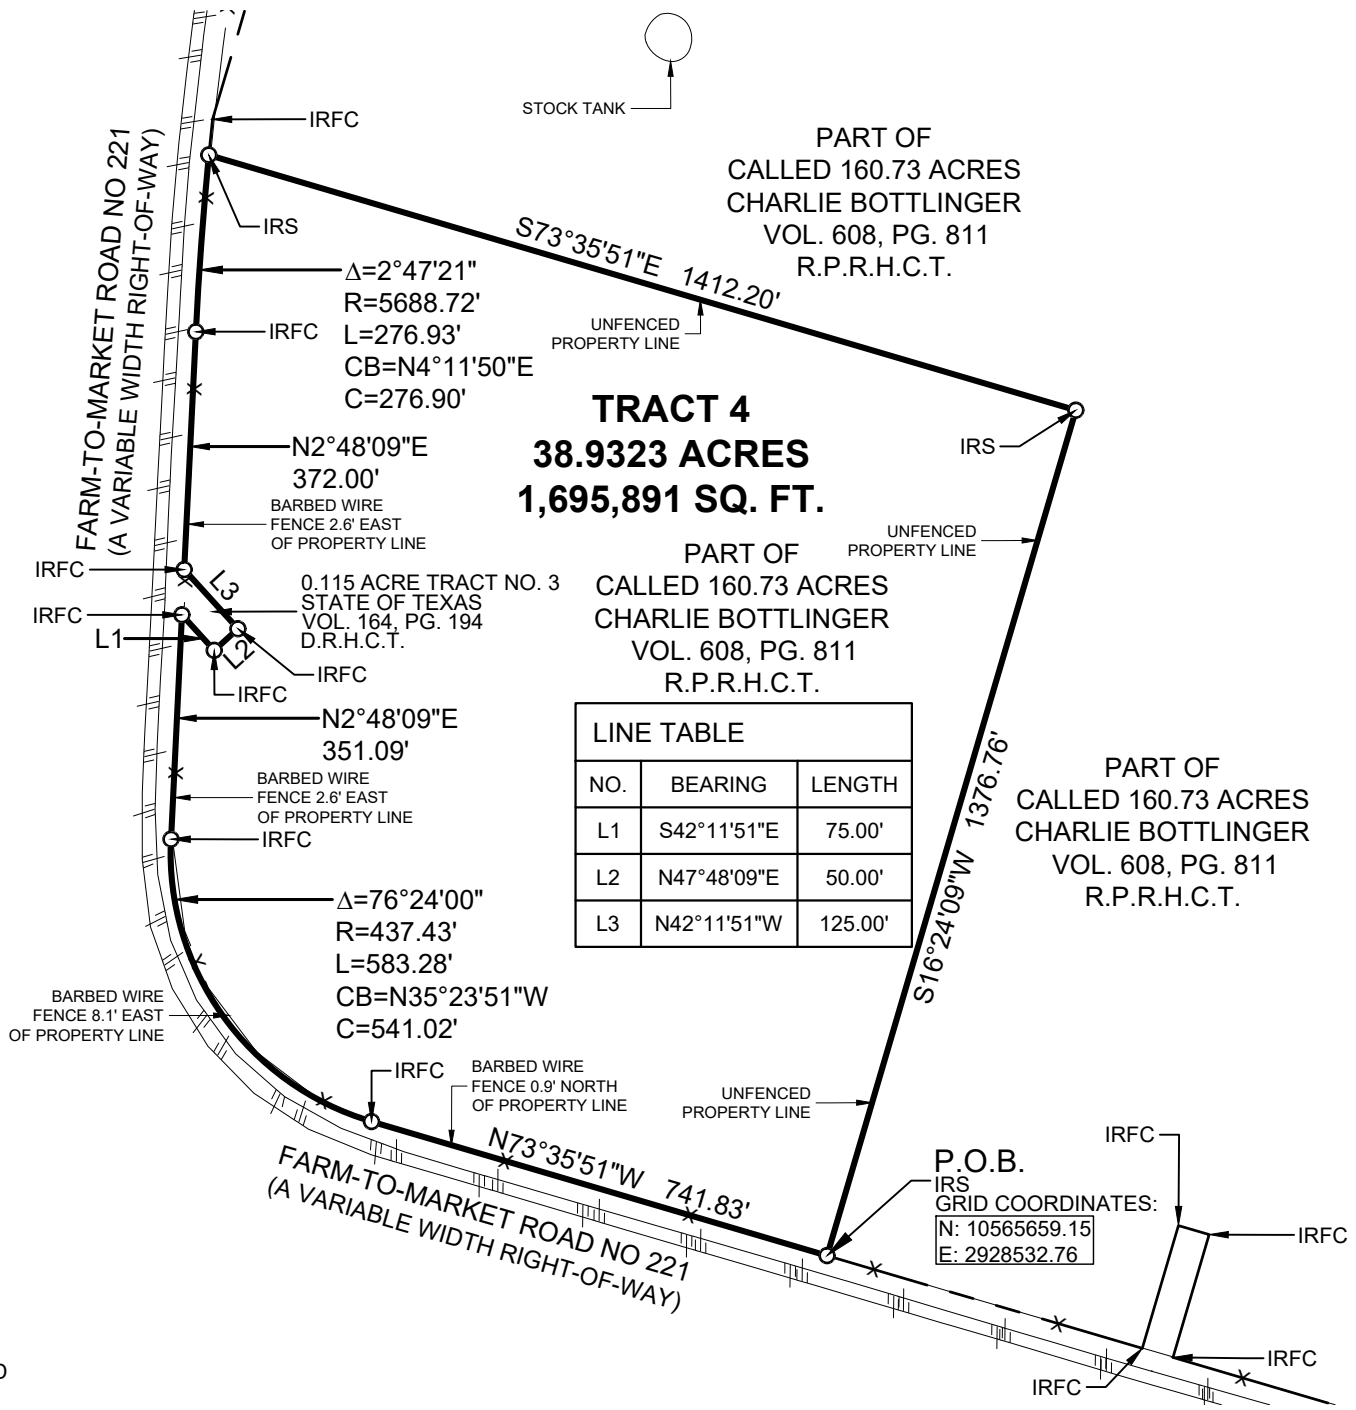 STOCK TANK
IRFC
PART OF
CALLED 160.73 ACRES
CHARLIE BOTTLINGER
VOL. 608, PG. 811
R.P.R.H.C.T.
FARM-TO-MARKET ROAD NO 221
(A VARIABLE WIDTH RIGHT-OF-WAY)
IRS
S73°35'51"E 1412.20'
Δ=2°47'21"
R=5688.72'
L=276.93'
CB=N4°11'50"E
C=276.90'
IRFC
UNFENCED
PROPERTY LINE
TRACT 4
38.9323 ACRES
1,695,891 SQ. FT.
IRS
N2°48'09"E
372.00'
BARBED WIRE
FENCE 2.6' EAST
OF PROPERTY LINE
UNFENCED
PROPERTY LINE
PART OF
CALLED 160.73 ACRES
CHARLIE BOTTLINGER
VOL. 608, PG. 811
R.P.R.H.C.T.
IRFC
L3
0.115 ACRE TRACT NO. 3
STATE OF TEXAS
VOL. 164, PG. 194
D.R.H.C.T.
IRFC
L1
L2
IRFC
IRFC
N2°48'09"E
351.09'
BARBED WIRE
FENCE 2.6' EAST
OF PROPERTY LINE
IRFC
LINE TABLE
NO. BEARING LENGTH
L1 S42°11'51"E 75.00'
L2 N47°48'09"E 50.00'
L3 N42°11'51"W 125.00'
S16°24'09"W 1376.76'
PART OF
CALLED 160.73 ACRES
CHARLIE BOTTLINGER
VOL. 608, PG. 811
R.P.R.H.C.T.
Δ=76°24'00"
R=437.43'
L=583.28'
CB=N35°23'51"W
C=541.02'
BARBED WIRE
FENCE 8.1' EAST
OF PROPERTY LINE
IRFC
BARBED WIRE
FENCE 0.9' NORTH
OF PROPERTY LINE
UNFENCED
PROPERTY LINE
N73°35'51"W 741.83'
FARM-TO-MARKET ROAD NO 221
(A VARIABLE WIDTH RIGHT-OF-WAY)
P.O.B.
IRS
GRID COORDINATES:
N: 10565659.15
E: 2928532.76
IRFC
IRFC
IRFC
IRFC